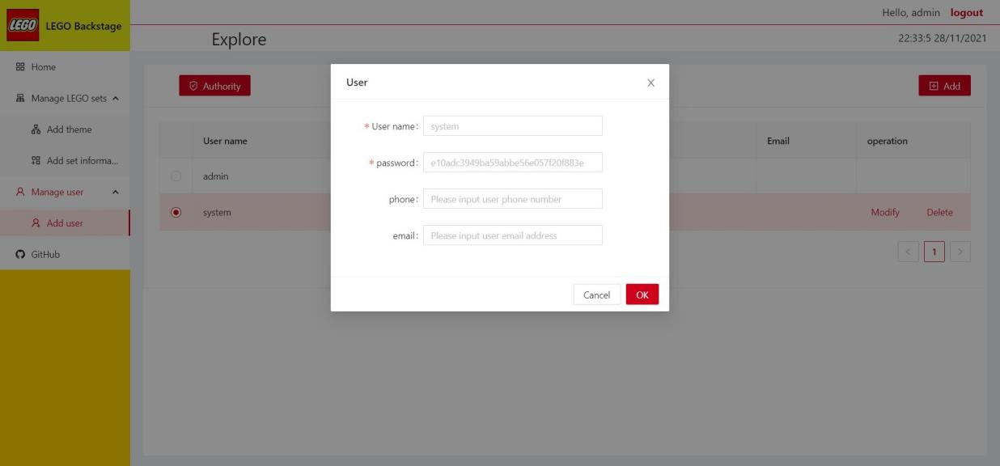 LEGO LEGO Backstage
Hello, admin logout
Explore
22:33:5 28/11/2021
Home
Manage LEGO sets
Add theme
Add set informa...
Manage user
Add user
GitHub
Authority
Add
User name
Email
operation
admin
system
Modify
Delete
< 1 >
User
* User name: system
* password: e10adc3949ba59abbe56e057f20f883e
phone: Please input user phone number
email: Please input user email address
Cancel OK